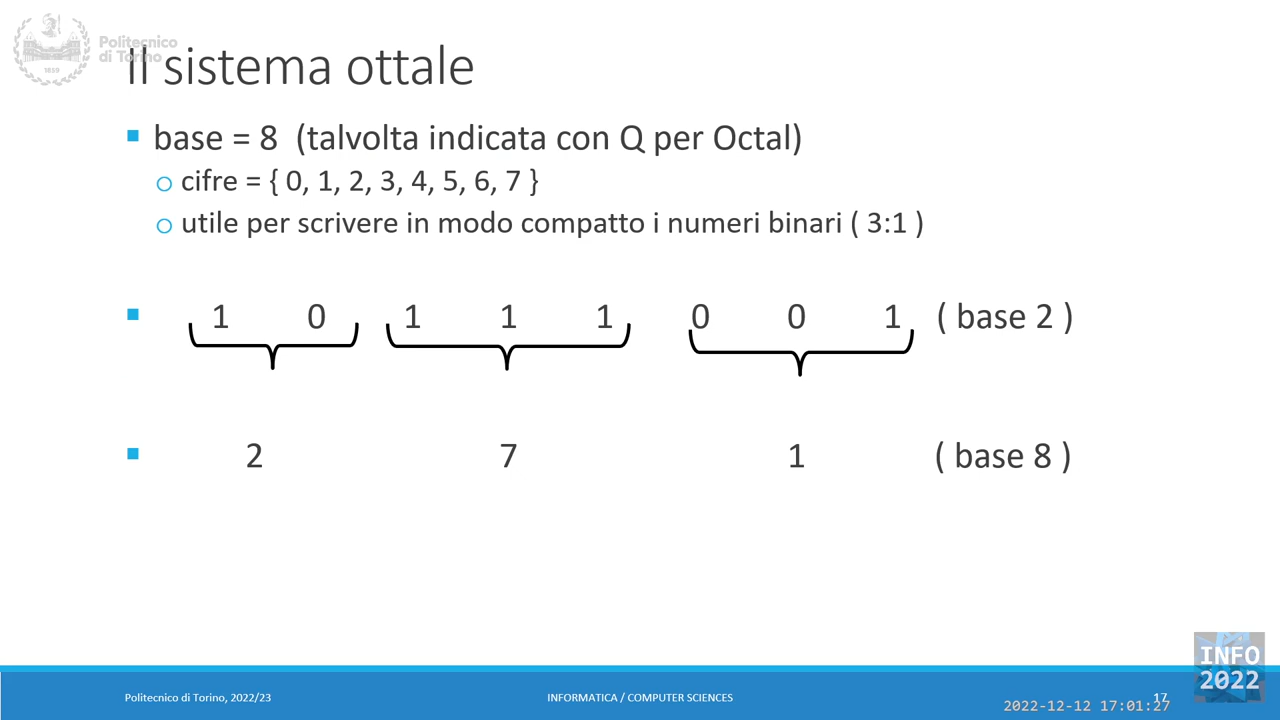 Politecnico
di Torino
1859
Il sistema ottale
base = 8 (talvolta indicata con Q per Octal)
cifre = { 0, 1, 2, 3, 4, 5, 6, 7 }
utile per scrivere in modo compatto i numeri binari ( 3:1 )
1 0 1 1 1 0 0 1 ( base 2 )
2 7 1 ( base 8 )
INFO
2022
Politecnico di Torino, 2022/23 INFORMATICA / COMPUTER SCIENCES 17
2022-12-12 17:01:27